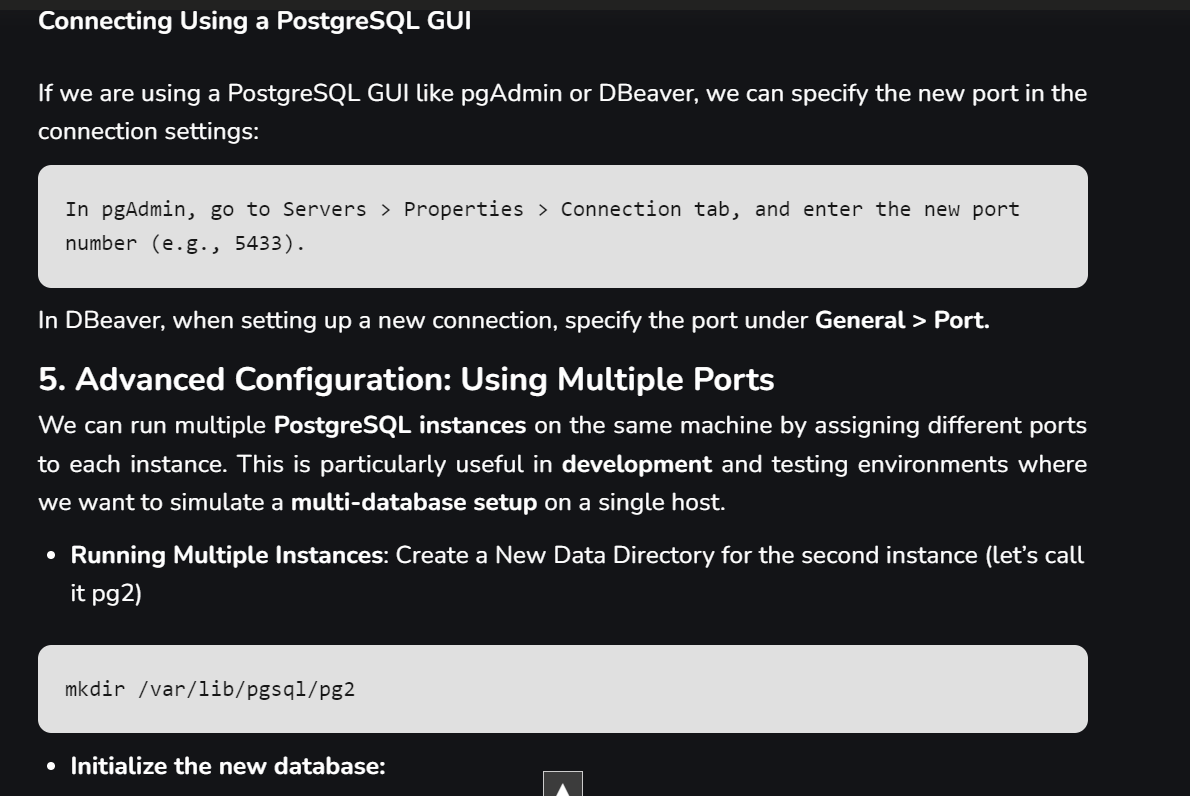 Connecting Using a PostgreSQL GUI
If we are using a PostgreSQL GUI like pgAdmin or DBeaver, we can specify the new port in the
connection settings:
In pgAdmin, go to Servers > Properties > Connection tab, and enter the new port
number (e.g., 5433).
In DBeaver, when setting up a new connection, specify the port under General > Port.
5. Advanced Configuration: Using Multiple Ports
We can run multiple PostgreSQL instances on the same machine by assigning different ports
to each instance. This is particularly useful in development and testing environments where
we want to simulate a multi-database setup on a single host.
• Running Multiple Instances: Create a New Data Directory for the second instance (let’s call
it pg2)
mkdir /var/lib/pgsql/pg2
• Initialize the new database: